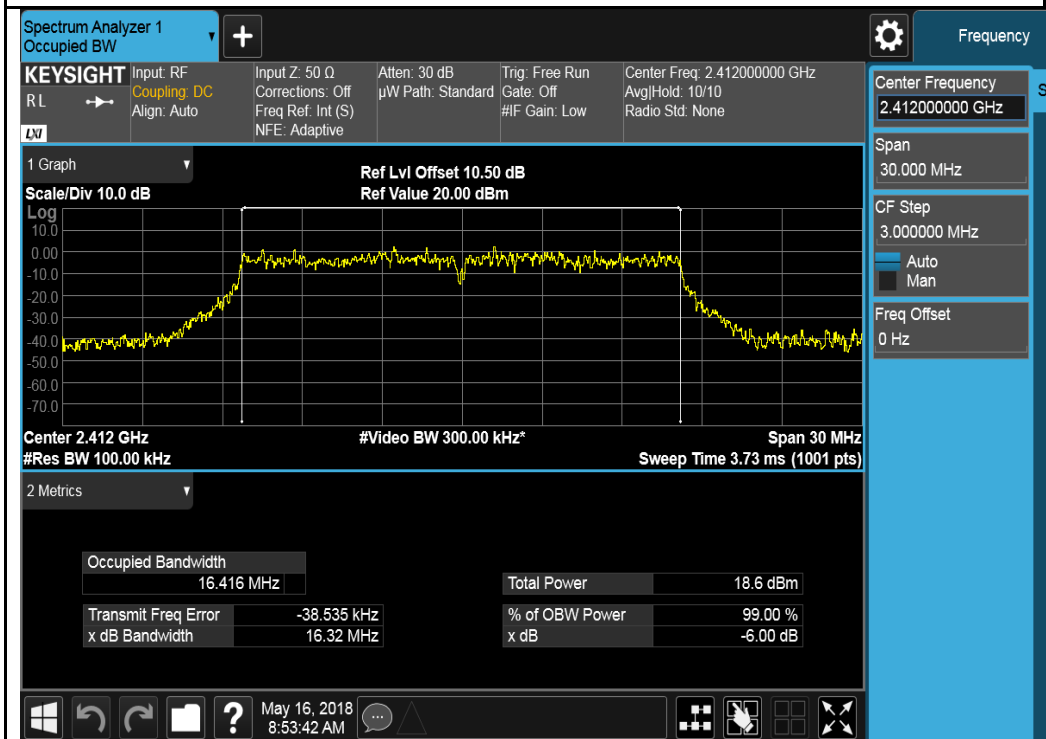 Spectrum Analyzer 1
Occupied BW
+
Frequency
KEYSIGHT
RL
LXI
Input: RF
Coupling: DC
Align: Auto
Input Z: 50 Ω
Corrections: Off
Freq Ref: Int (S)
NFE: Adaptive
Atten: 30 dB
µW Path: Standard
Trig: Free Run
Gate: Off
#IF Gain: Low
Center Freq: 2.412000000 GHz
Avg|Hold: 10/10
Radio Std: None
Center Frequency
2.412000000 GHz
S
Span
30.000 MHz
CF Step
3.000000 MHz
Auto
Man
Freq Offset
0 Hz
1 Graph
Scale/Div 10.0 dB
Ref Lvl Offset 10.50 dB
Ref Value 20.00 dBm
Log
10.0
0.00
-10.0
-20.0
-30.0
-40.0
-50.0
-60.0
-70.0
Center 2.412 GHz
#Res BW 100.00 kHz
#Video BW 300.00 kHz*
Span 30 MHz
Sweep Time 3.73 ms (1001 pts)
2 Metrics
Occupied Bandwidth
16.416 MHz
Transmit Freq Error -38.535 kHz
x dB Bandwidth 16.32 MHz
Total Power 18.6 dBm
% of OBW Power 99.00 %
x dB -6.00 dB
?
May 16, 2018
8:53:42 AM